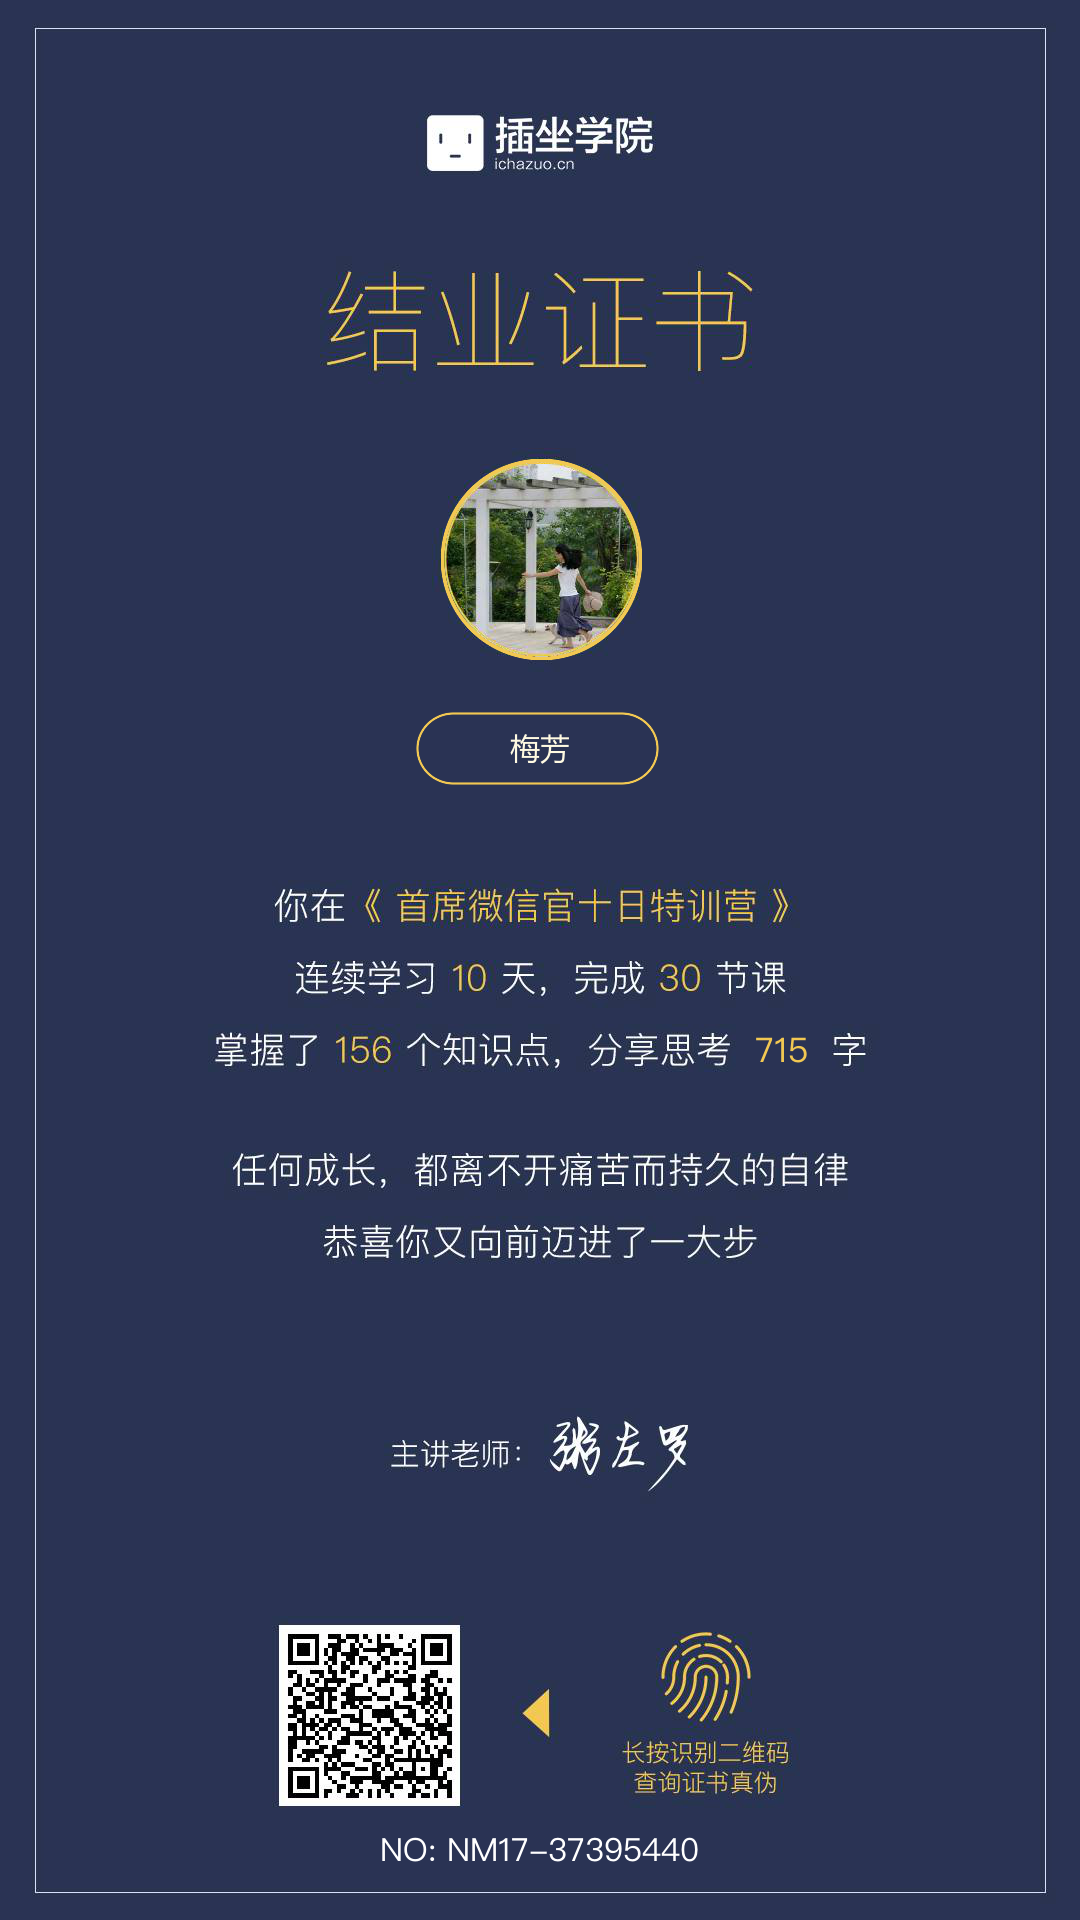 插坐学院
ichazuo.cn
结业证书
梅芳
你在《 首席微信官十日特训营 》
连续学习 10 天，完成 30 节课
掌握了 156 个知识点，分享思考 715 字
任何成长，都离不开痛苦而持久的自律
恭喜你又向前迈进了一大步
主讲老师：粥左罗
长按识别二维码
查询证书真伪
NO: NM17-37395440